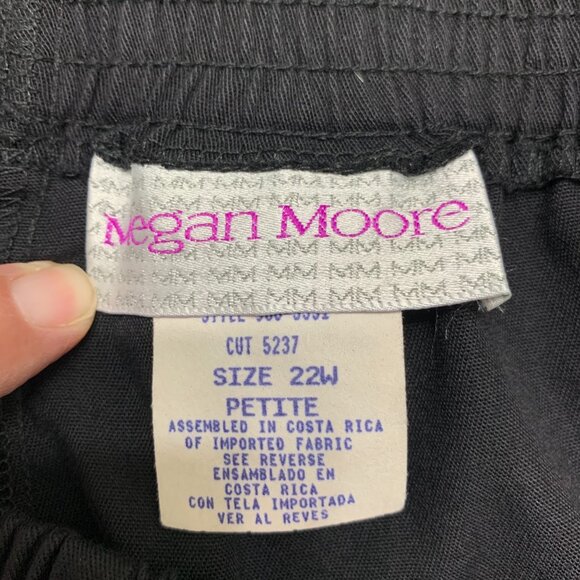 Megan Moore
CUT 5237
SIZE 22W
PETITE
ASSEMBLED IN COSTA RICA
OF IMPORTED FABRIC
SEE REVERSE
ENSAMBLADO EN
COSTA RICA
CON TELA IMPORTADA
VER AL REVES